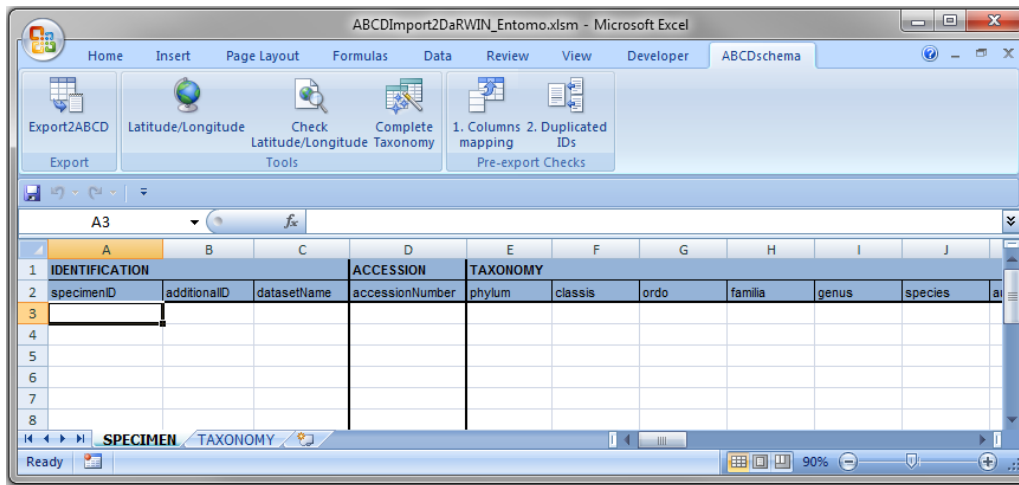 ABCDImport2DaRWIN_Entomo.xlsm - Microsoft Excel
Home Insert Page Layout Formulas Data Review View Developer ABCDschema
Export2ABCD Latitude/Longitude Check Latitude/Longitude Complete Taxonomy 1. Columns mapping 2. Duplicated IDs
Export Tools Pre-export Checks
A3 fx
A B C D E F G H I J
1 IDENTIFICATION ACCESSION TAXONOMY
2 specimenID additionalID datasetName accessionNumber phylum classis ordo familia genus species
3
4
5
6
7
8
SPECIMEN TAXONOMY
Ready 90%